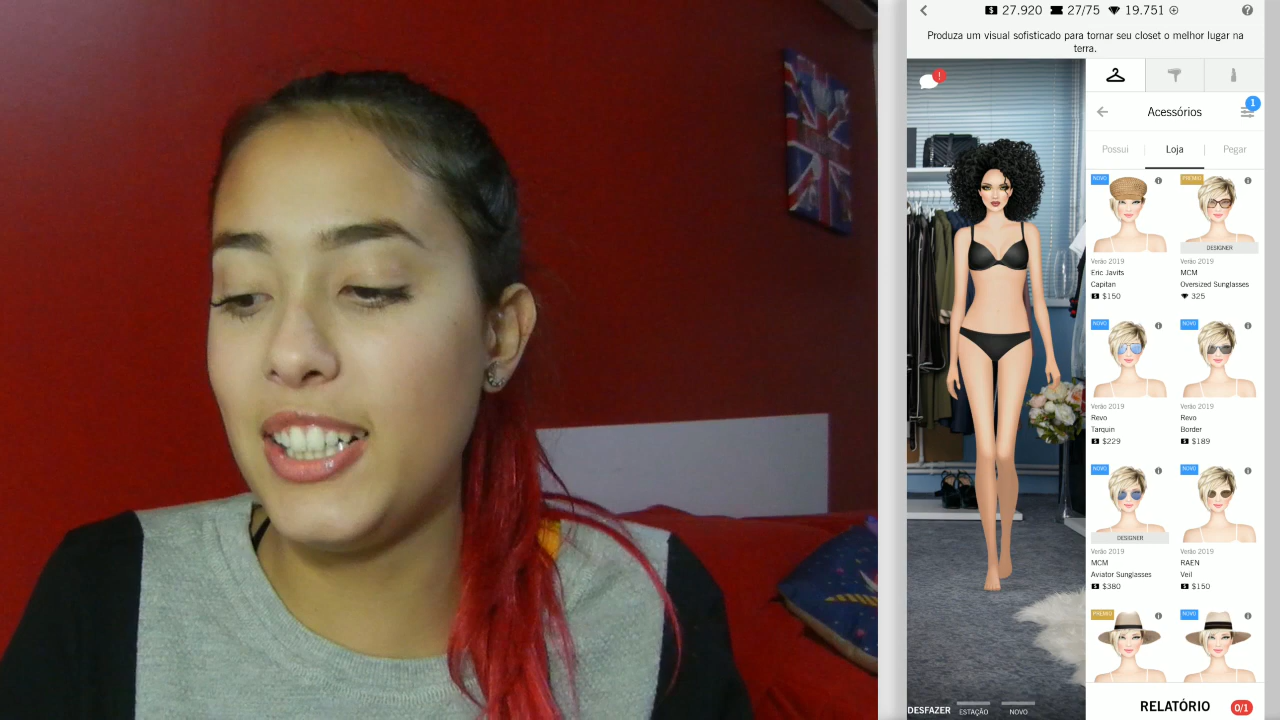 27.920
27/75
19.751
Produza um visual sofisticado para tornar seu closet o melhor lugar na
terra.
1
Acessórios
Possui
Loja
Pegar
NOVO
PRÊMIO
DESIGNER
Verão 2019
Verão 2019
Eric Javits
MCM
Capitan
Oversized Sunglasses
$150
325
NOVO
NOVO
Verão 2019
Verão 2019
Revo
Revo
Tarquin
Border
$229
$189
NOVO
NOVO
DESIGNER
Verão 2019
Verão 2019
MCM
RAEN
Aviator Sunglasses
Veil
$380
$150
PRÊMIO
NOVO
DESFAZER
ESTAÇÃO
NOVO
RELATÓRIO
0/1